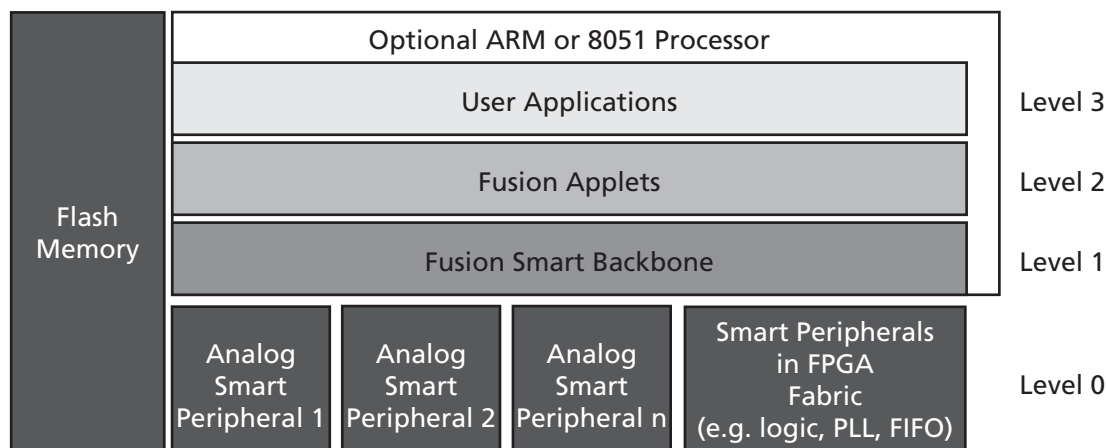 Optional ARM or 8051 Processor
User Applications
Level 3
Fusion Applets
Level 2
Flash
Memory
Fusion Smart Backbone
Level 1
Analog
Smart
Peripheral 1
Analog
Smart
Peripheral 2
Analog
Smart
Peripheral n
Smart Peripherals
in FPGA
Fabric
(e.g. logic, PLL, FIFO)
Level 0